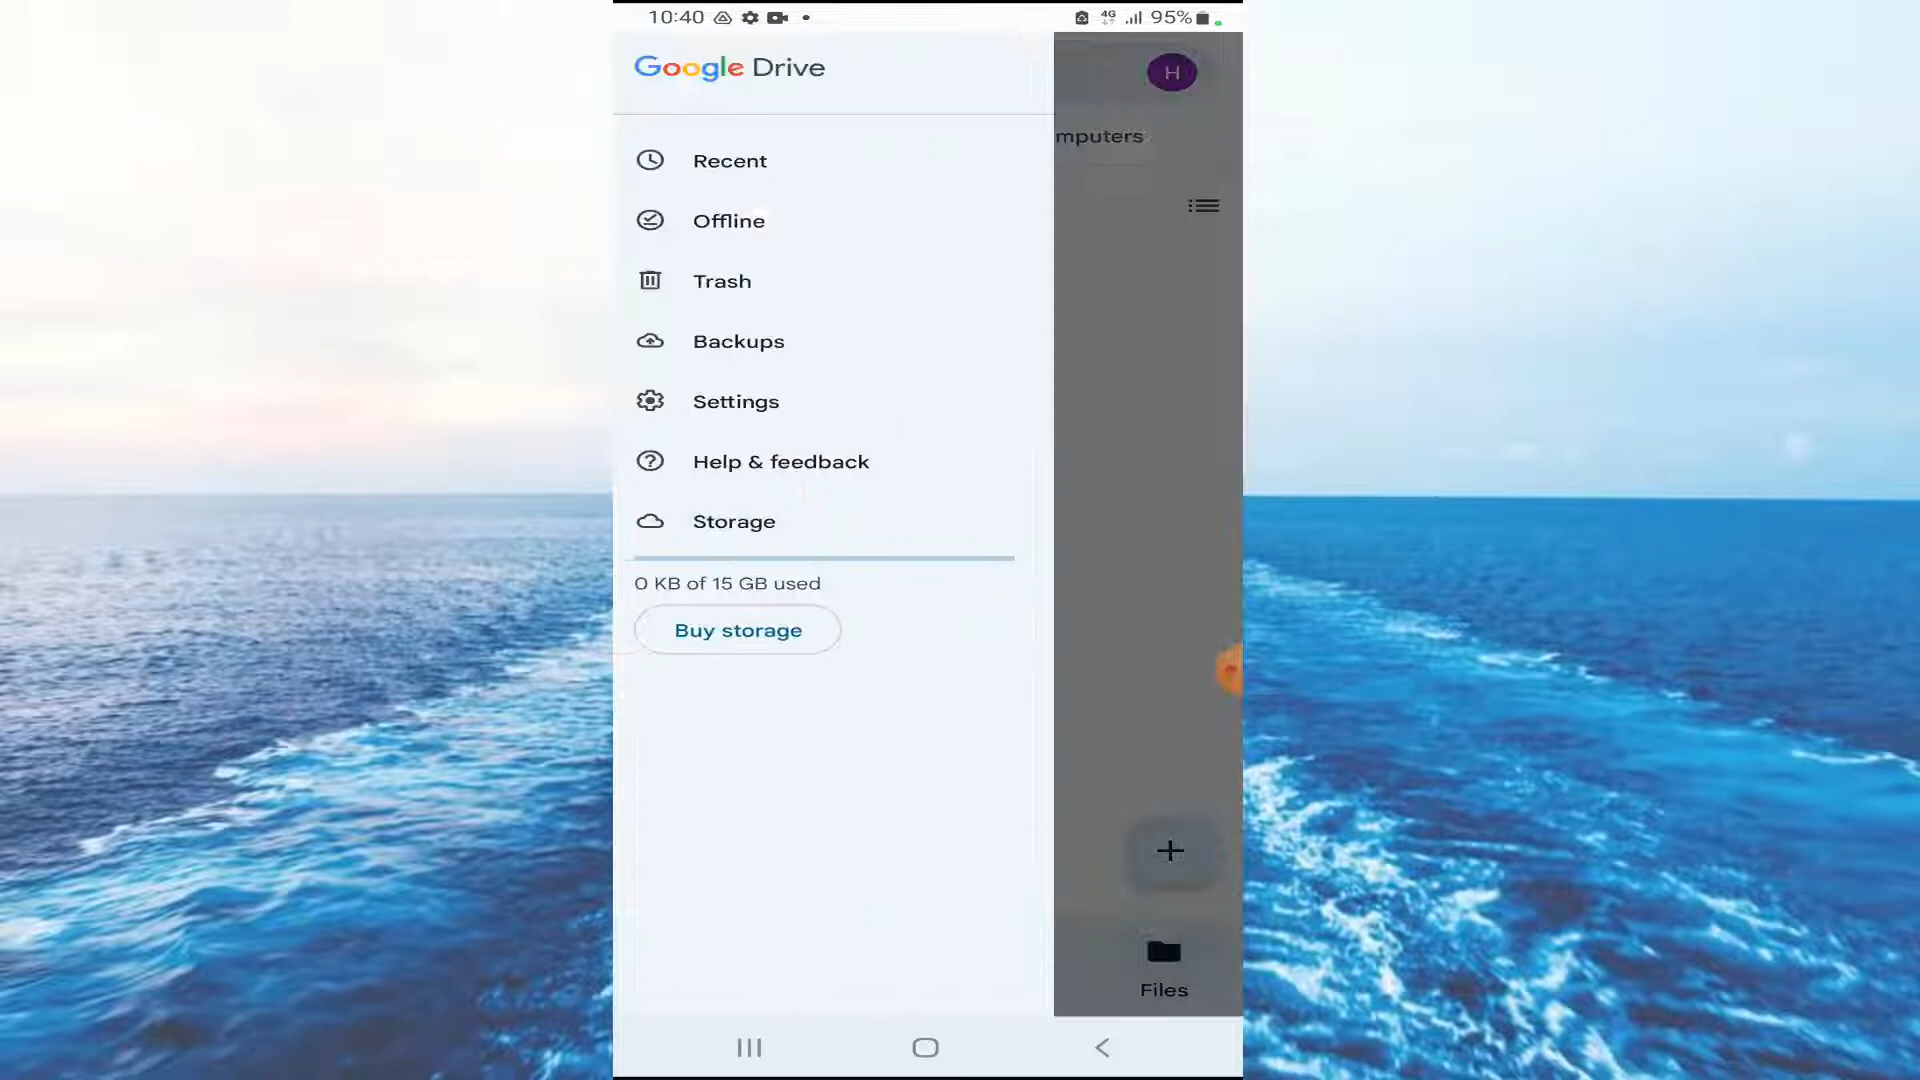 10:40
4G 95%
Google Drive
H
mputers
Recent
Offline
Trash
Backups
Settings
Help & feedback
Storage
0 KB of 15 GB used
Buy storage
Files